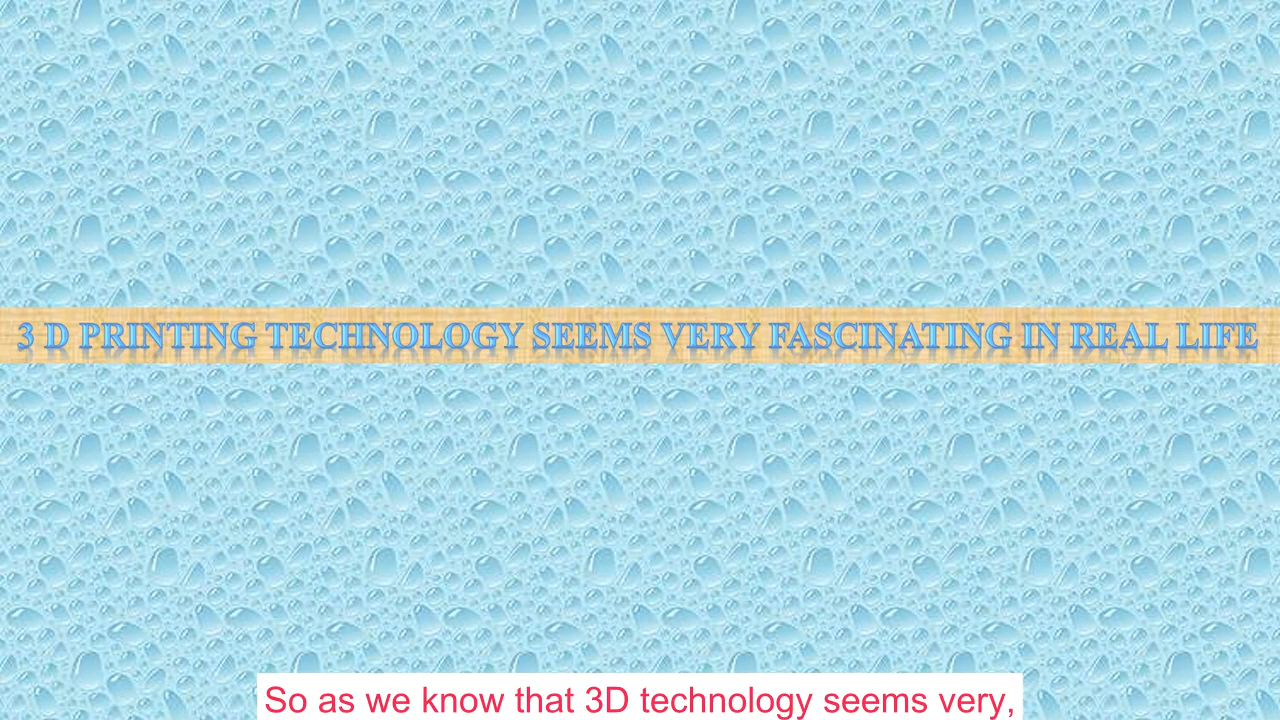 3 D PRINTING TECHNOLOGY SEEMS VERY FASCINATING IN REAL LIFE
So as we know that 3D technology seems very,